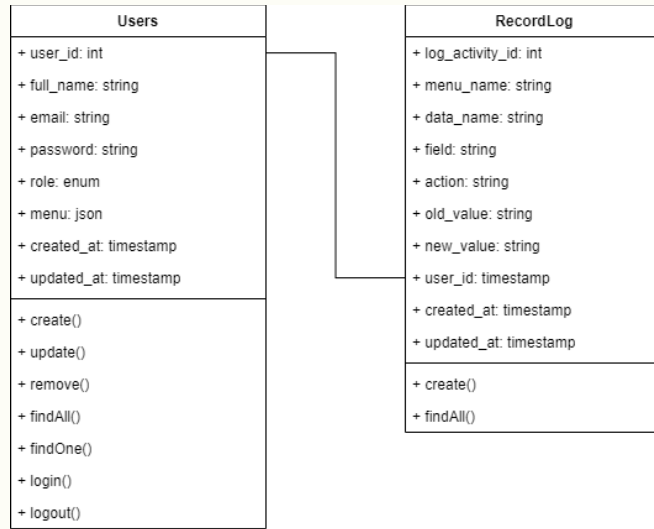 Users
+ user_id: int
+ full_name: string
+ email: string
+ password: string
+ role: enum
+ menu: json
+ created_at: timestamp
+ updated_at: timestamp
+ create()
+ update()
+ remove()
+ findAll()
+ findOne()
+ login()
+ logout()
RecordLog
+ log_activity_id: int
+ menu_name: string
+ data_name: string
+ field: string
+ action: string
+ old_value: string
+ new_value: string
+ user_id: timestamp
+ created_at: timestamp
+ updated_at: timestamp
+ create()
+ findAll()